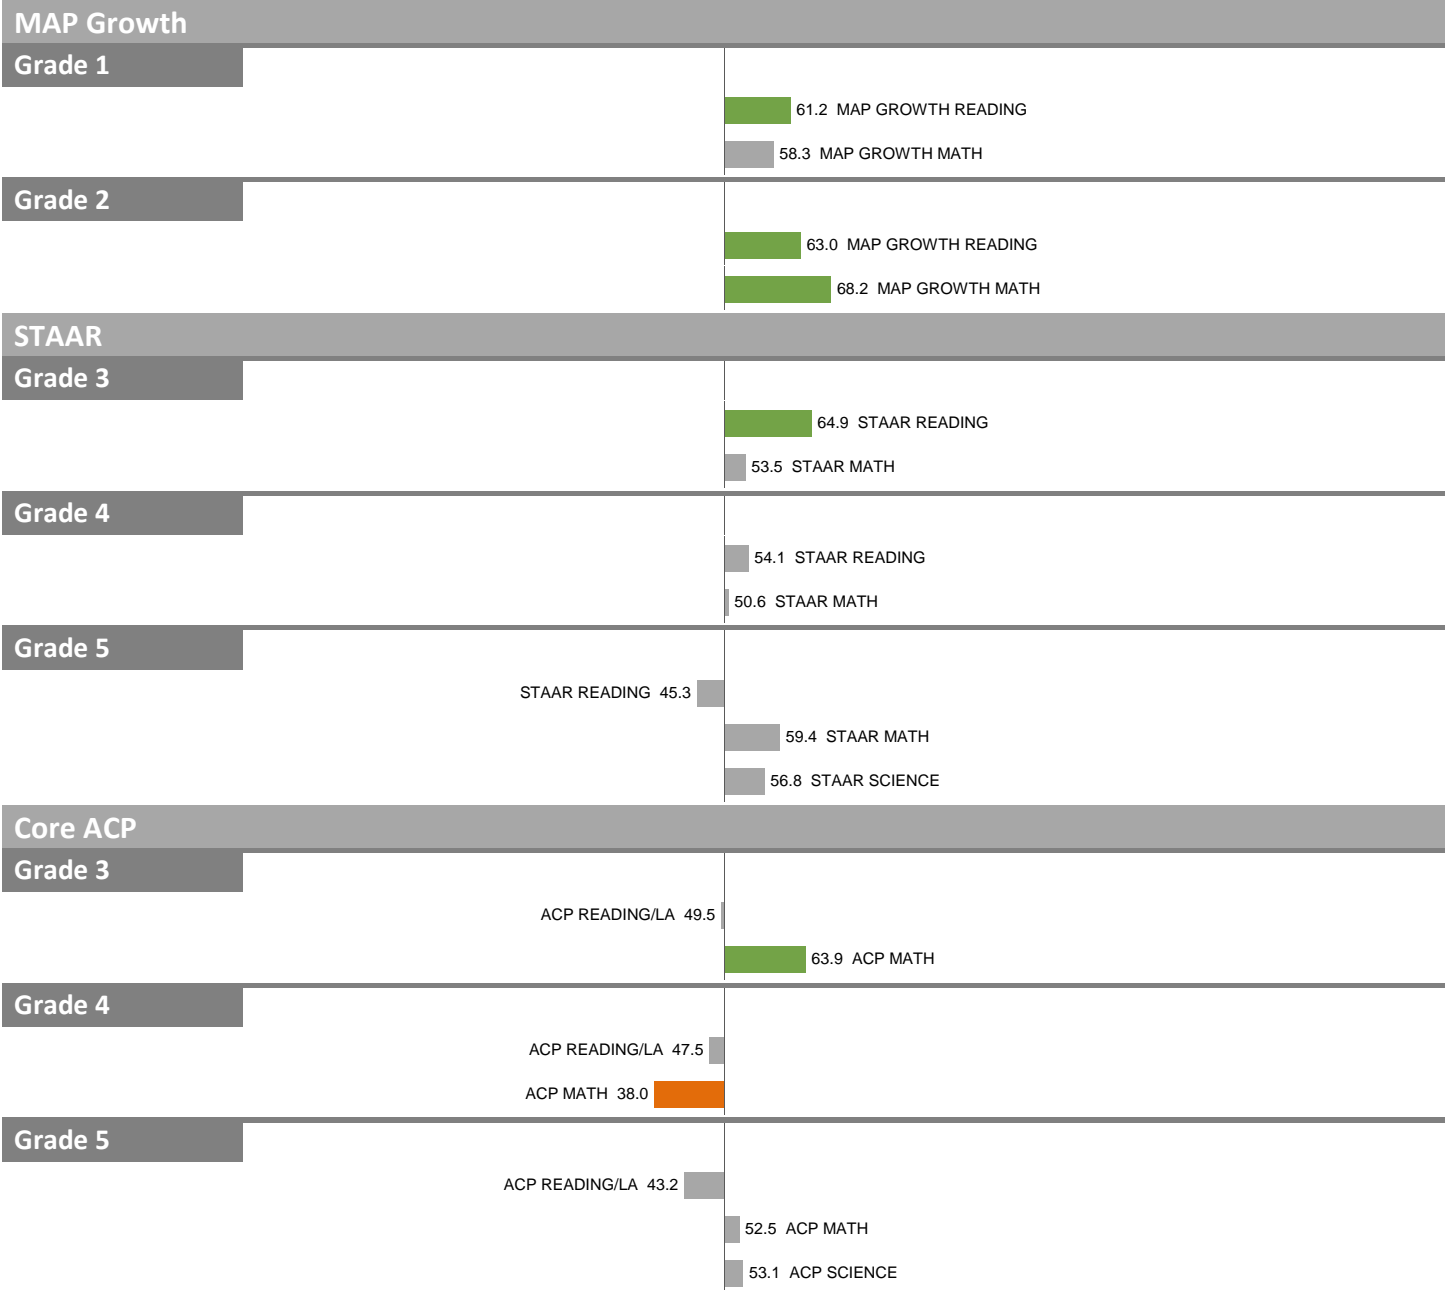 MAP Growth
Grade 1
61.2 MAP GROWTH READING
58.3 MAP GROWTH MATH
Grade 2
63.0 MAP GROWTH READING
68.2 MAP GROWTH MATH
STAAR
Grade 3
64.9 STAAR READING
53.5 STAAR MATH
Grade 4
54.1 STAAR READING
50.6 STAAR MATH
Grade 5
STAAR READING 45.3
59.4 STAAR MATH
56.8 STAAR SCIENCE
Core ACP
Grade 3
ACP READING/LA 49.5
63.9 ACP MATH
Grade 4
ACP READING/LA 47.5
ACP MATH 38.0
Grade 5
ACP READING/LA 43.2
52.5 ACP MATH
53.1 ACP SCIENCE